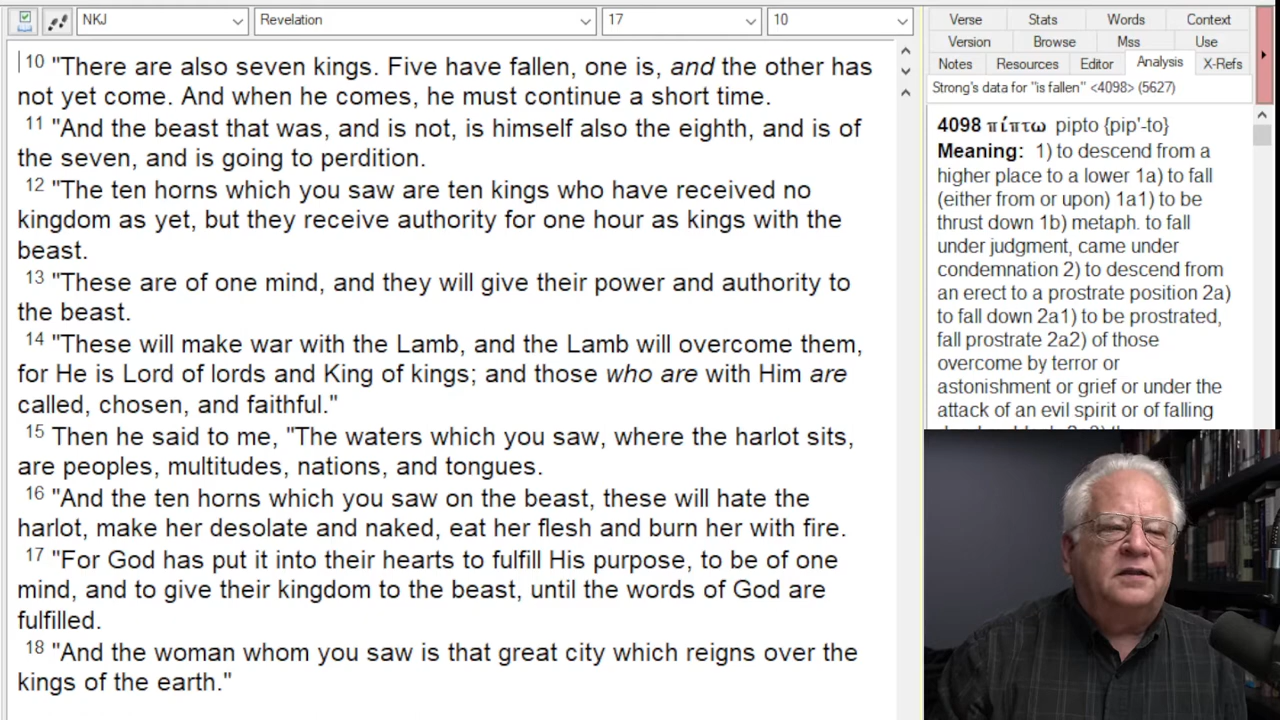 NKJ Revelation 17 10
10 "There are also seven kings. Five have fallen, one is, and the other has
not yet come. And when he comes, he must continue a short time.
11 "And the beast that was, and is not, is himself also the eighth, and is of
the seven, and is going to perdition.
12 "The ten horns which you saw are ten kings who have received no
kingdom as yet, but they receive authority for one hour as kings with the
beast.
13 "These are of one mind, and they will give their power and authority to
the beast.
14 "These will make war with the Lamb, and the Lamb will overcome them,
for He is Lord of lords and King of kings; and those who are with Him are
called, chosen, and faithful."
15 Then he said to me, "The waters which you saw, where the harlot sits,
are peoples, multitudes, nations, and tongues.
16 "And the ten horns which you saw on the beast, these will hate the
harlot, make her desolate and naked, eat her flesh and burn her with fire.
17 "For God has put it into their hearts to fulfill His purpose, to be of one
mind, and to give their kingdom to the beast, until the words of God are
fulfilled.
18 "And the woman whom you saw is that great city which reigns over the
kings of the earth."
Verse Stats Words Context
Version Browse Mss Use
Notes Resources Editor Analysis X-Refs
Strong's data for "is fallen" <4098> (5627)
4098 πίπτω pipto {pip'-to}
Meaning: 1) to descend from a
higher place to a lower 1a) to fall
(either from or upon) 1a1) to be
thrust down 1b) metaph. to fall
under judgment, came under
condemnation 2) to descend from
an erect to a prostrate position 2a)
to fall down 2a1) to be prostrated,
fall prostrate 2a2) of those
overcome by terror or
astonishment or grief or under the
attack of an evil spirit or of falling